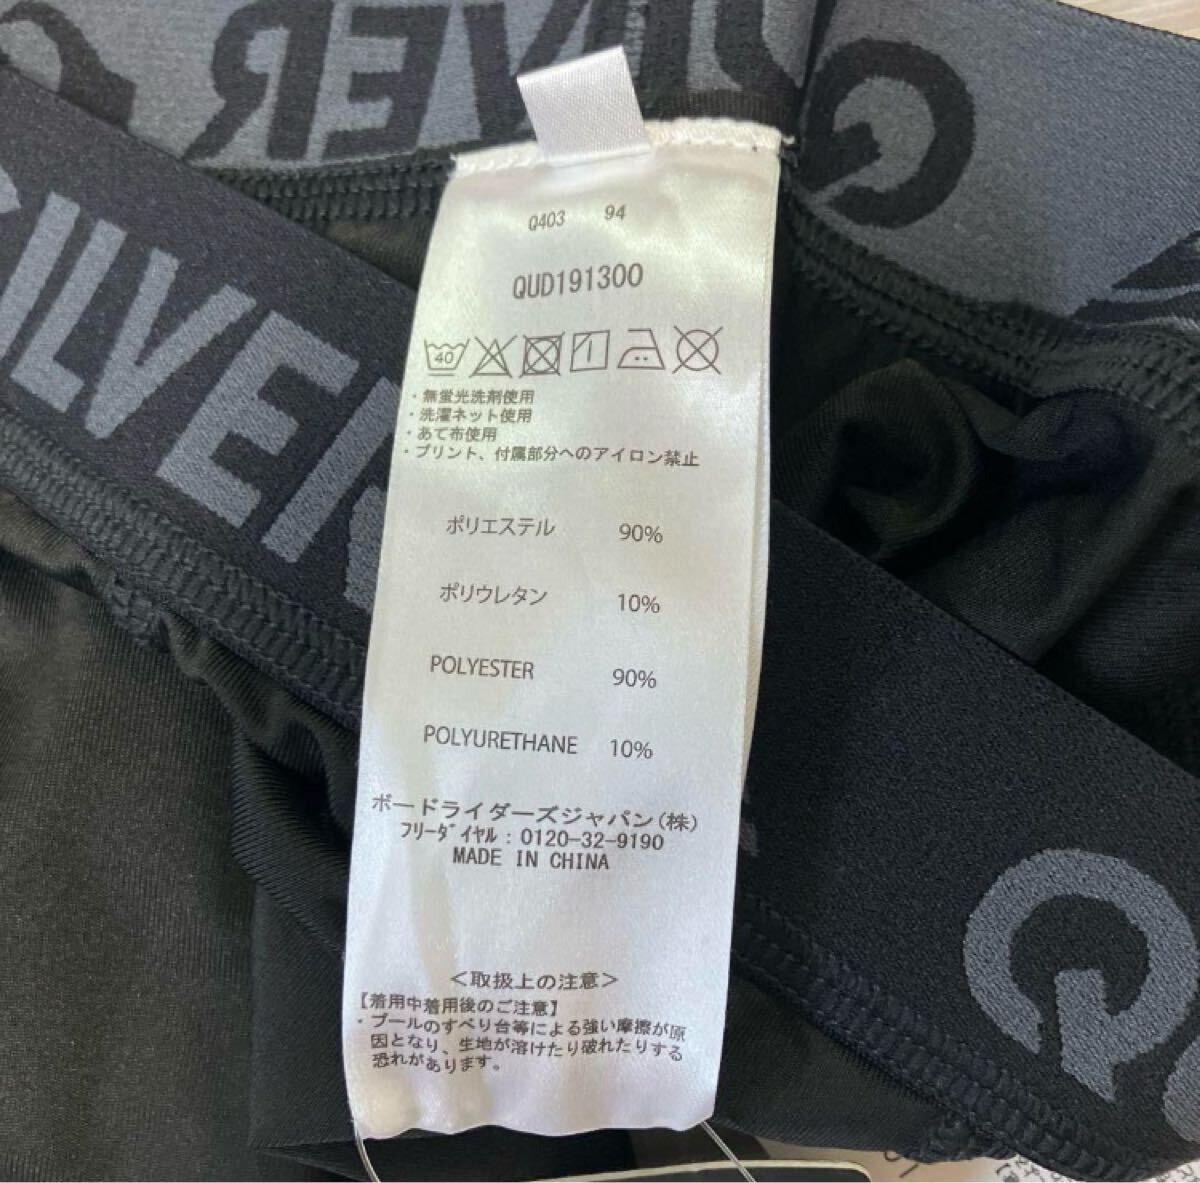 Q403 94
QUD191300
40
・無蛍光洗剤使用
・洗濯ネット使用
・あて布使用
・プリント、付属部分へのアイロン禁止
ポリエステル 90%
ポリウレタン 10%
POLYESTER 90%
POLYURETHANE 10%
ボードライダーズジャパン(株)
フリーダイヤル：0120-32-9190
MADE IN CHINA
＜取扱上の注意＞
【着用中着用後のご注意】
・プールのすべり台等による強い摩擦が原
因となり、生地が溶けたり破れたりする
恐れがあります。